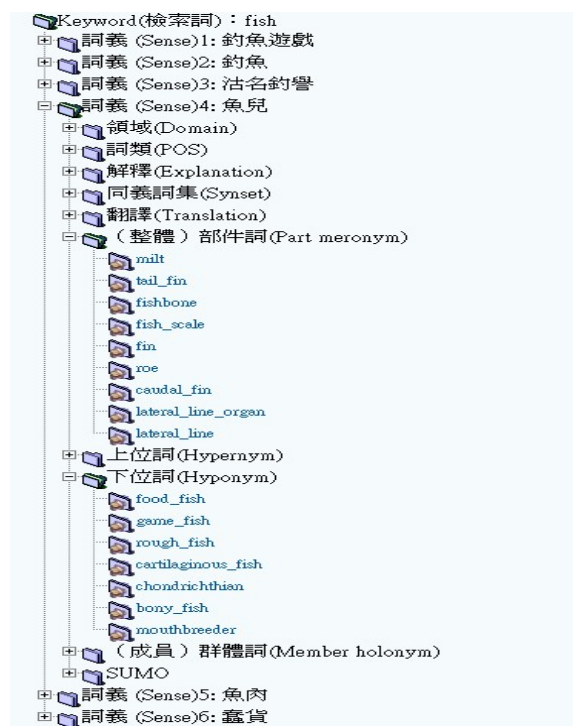 Keyword(檢索詞)：fish
詞義 (Sense)1: 釣魚遊戲
詞義 (Sense)2: 釣魚
詞義 (Sense)3: 沽名釣譽
詞義 (Sense)4: 魚兒
領域(Domain)
詞類(POS)
解釋(Explanation)
同義詞集(Synset)
翻譯(Translation)
（整體）部件詞(Part meronym)
milt
tail_fin
fishbone
fish_scale
fin
roe
caudal_fin
lateral_line_organ
lateral_line
上位詞(Hypernym)
下位詞(Hyponym)
food_fish
game_fish
rough_fish
cartilaginous_fish
chondrichthian
bony_fish
mouthbreeder
（成員）群體詞(Member holonym)
SUMO
詞義 (Sense)5: 魚肉
詞義 (Sense)6: 蠢貨